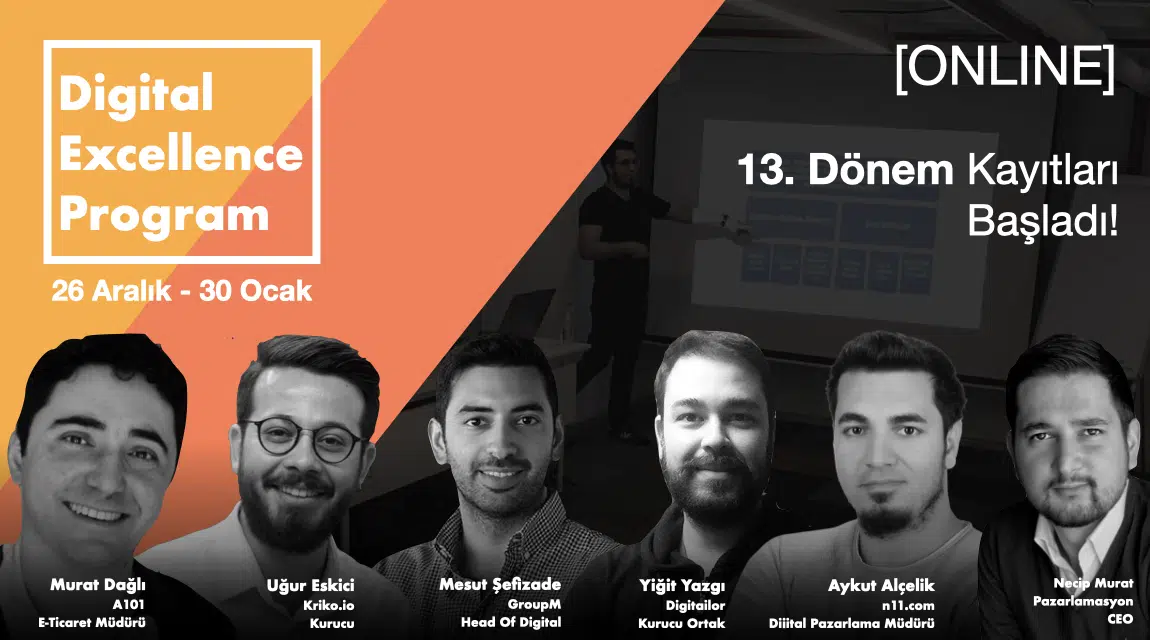 Digital
Excellence
Program
26 Aralık - 30 Ocak
[ONLINE]
13. Dönem Kayıtları
Başladı!
Murat Dağlı
A101
E-Ticaret Müdürü
Uğur Eskici
Kriko.io
Kurucu
Mesut Şefizade
GroupM
Head Of Digital
Yiğit Yazgı
Digitailor
Kurucu Ortak
Aykut Alçelik
n11.com
Dijital Pazarlama Müdürü
Necip Murat
Pazarlamasyon
CEO